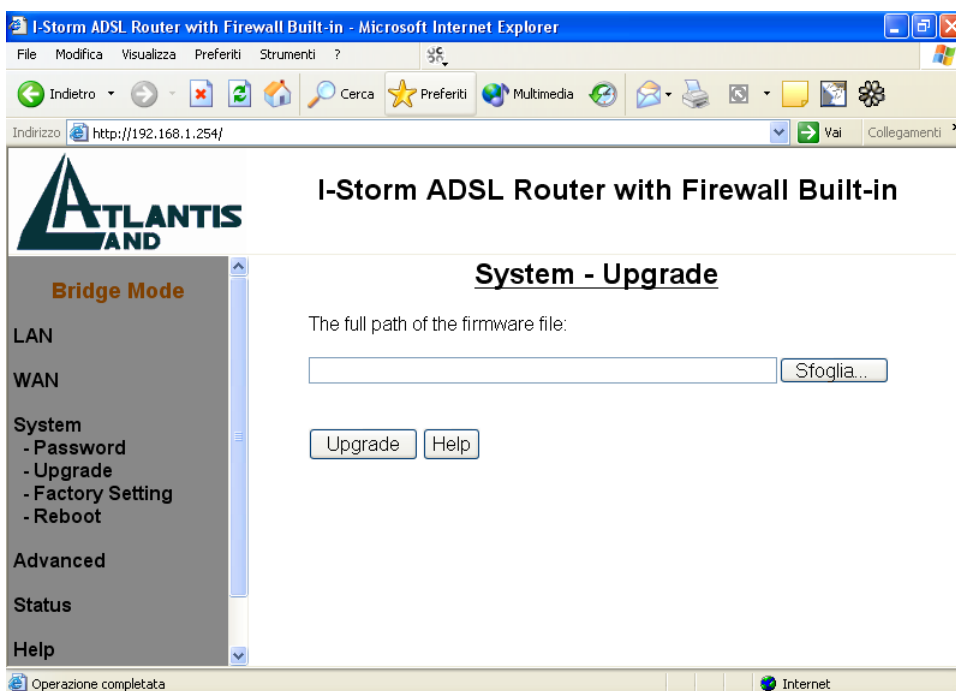 I-Storm ADSL Router with Firewall Built-in - Microsoft Internet Explorer
File Modifica Visualizza Preferiti Strumenti ?
Indietro Cerca Preferiti Multimedia
Indirizzo http://192.168.1.254/ Vai Collegamenti
ATLANTIS
LAND
I-Storm ADSL Router with Firewall Built-in
Bridge Mode
LAN
WAN
System
- Password
- Upgrade
- Factory Setting
- Reboot
Advanced
Status
Help
System - Upgrade
The full path of the firmware file:
Sfoglia...
Upgrade Help
Operazione completata Internet